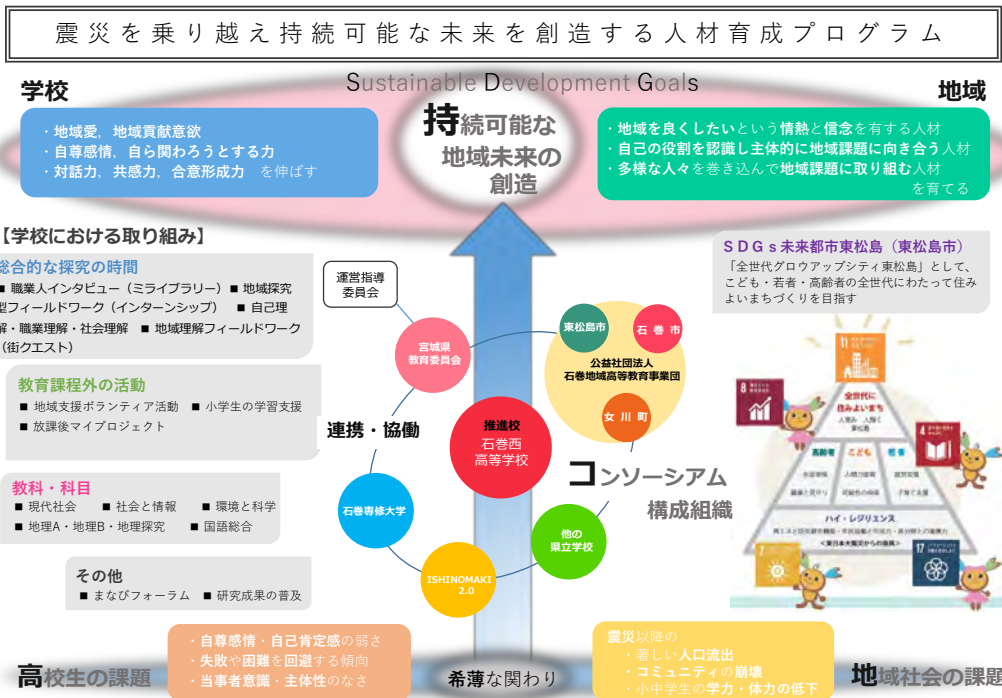 震災を乗り越え持続可能な未来を創造する人材育成プログラム
Sustainable Development Goals
学校
地域
・地域愛，地域貢献意欲
・自尊感情，自ら関わろうとする力
・対話力，共感力，合意形成力　を伸ばす
持続可能な
地域未来の
創造
・地域を良くしたいという情熱と信念を有する人材
・自己の役割を認識し主体的に地域課題に向き合う人材
・多様な人々を巻き込んで地域課題に取り組む人材
を育てる
【学校における取り組み】
総合的な探究の時間
■ 職業人インタビュー（ミライブラリー）■ 地域探究
型フィールドワーク（インターンシップ）　■ 自己理
解・職業理解・社会理解　■ 地域理解フィールドワーク
（街クエスト）
教育課程外の活動
■ 地域支援ボランティア活動　■ 小学生の学習支援
■ 放課後マイプロジェクト
教科・科目
■ 現代社会　■ 社会と情報　■ 環境と科学
■ 地理A・地理B・地理探究　■ 国語総合
その他
■ まなびフォーラム　■ 研究成果の普及
運営指導
委員会
宮城県
教育委員会
東松島市
石巻市
公益社団法人
石巻地域高等教育事業団
女川町
連携・協働
推進校
石巻西
高等学校
コンソーシアム
構成組織
石巻専修大学
ISHINOMAKI
2.0
他の
県立学校
SDGｓ未来都市東松島（東松島市）
「全世代グロウアップシティ東松島」として、
こども・若者・高齢者の全世代にわたって住み
よいまちづくりを目指す
11
8
全世代に
住みよいまち
東松島
4
高齢者
こども
若者
子育て支援
ハイ・レジリエンス
＜東日本大震災からの復興＞
7
17
・自尊感情・自己肯定感の弱さ
・失敗や困難を回避する傾向
・当事者意識・主体性のなさ
震災以降の
・著しい人口流出
・コミュニティの崩壊
・小中学生の学力・体力の低下
高校生の課題
希薄な関わり
地域社会の課題